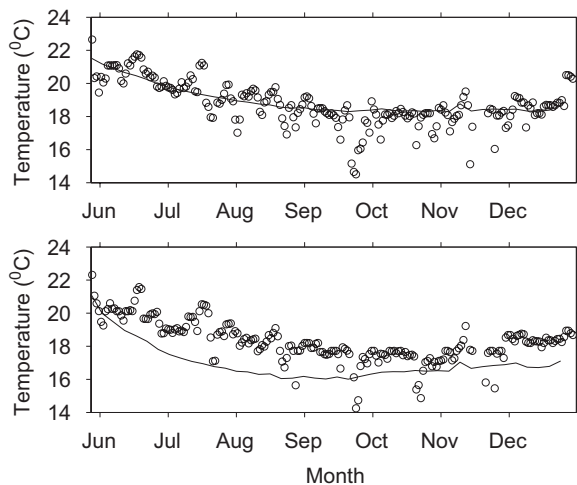 Temperature (⁰C)
24
22
20
18
16
14
Jun Jul Aug Sep Oct Nov Dec
Temperature (⁰C)
24
22
20
18
16
14
Jun Jul Aug Sep Oct Nov Dec
Month